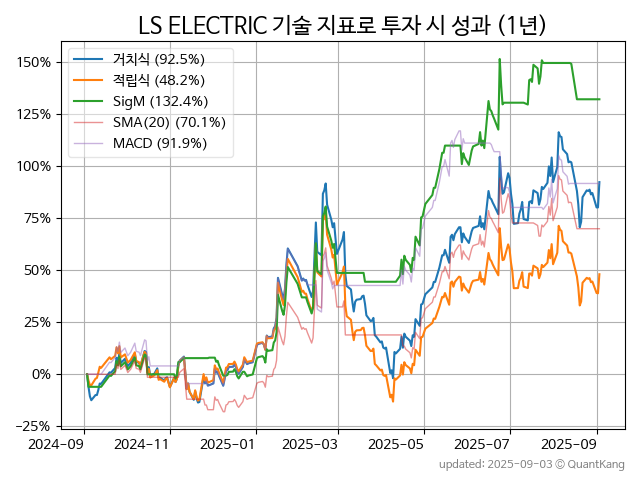 LS ELECTRIC 기술 지표로 투자 시 성과 (1년)
거치식 (92.5%)
적립식 (48.2%)
SigM (132.4%)
SMA(20) (70.1%)
MACD (91.9%)
150%
125%
100%
75%
50%
25%
0%
−25%
2024-09 2024-11 2025-01 2025-03 2025-05 2025-07 2025-09
updated: 2025-09-03 © QuantKang